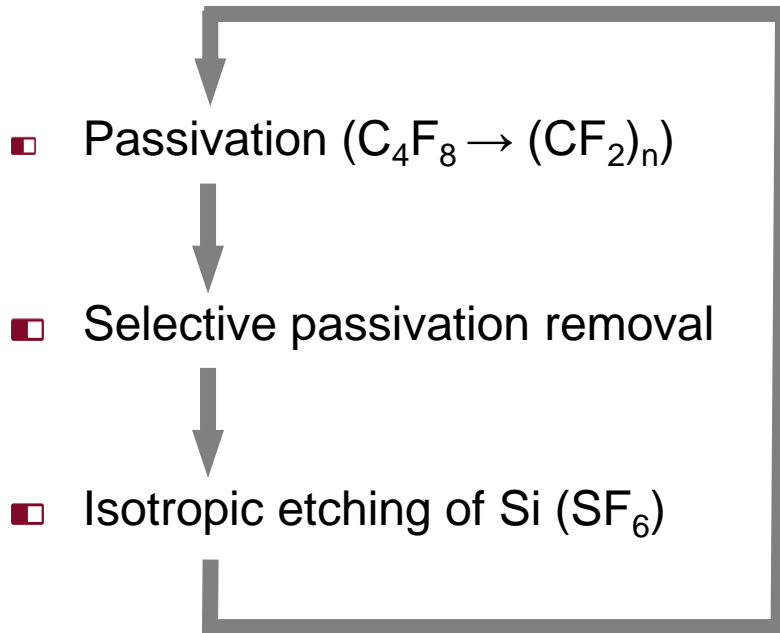 Passivation (C₄F₈ → (CF₂)ₙ)
Selective passivation removal
Isotropic etching of Si (SF₆)